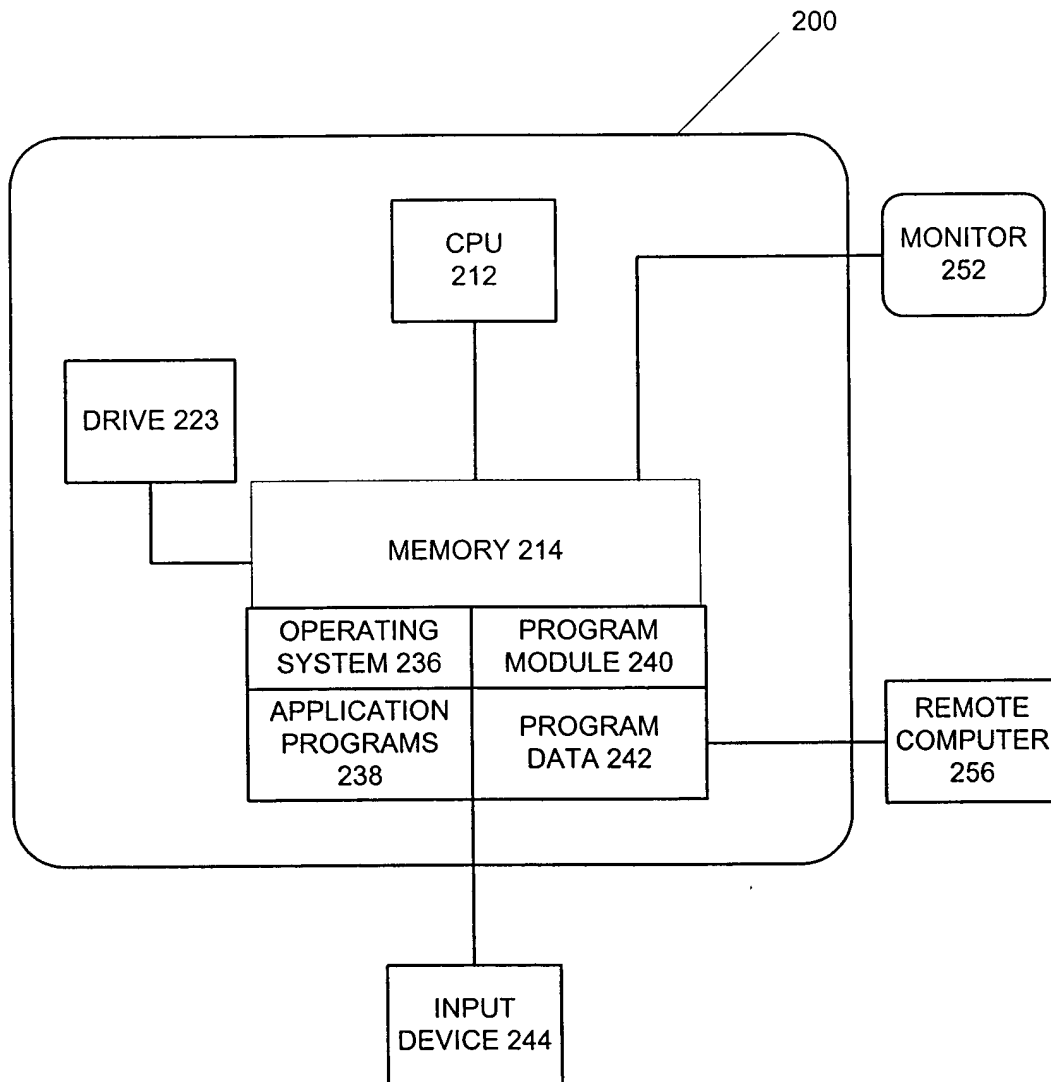 200
CPU
212
MONITOR
252
DRIVE 223
MEMORY 214
OPERATING
SYSTEM 236
PROGRAM
MODULE 240
APPLICATION
PROGRAMS
238
PROGRAM
DATA 242
REMOTE
COMPUTER
256
INPUT
DEVICE 244